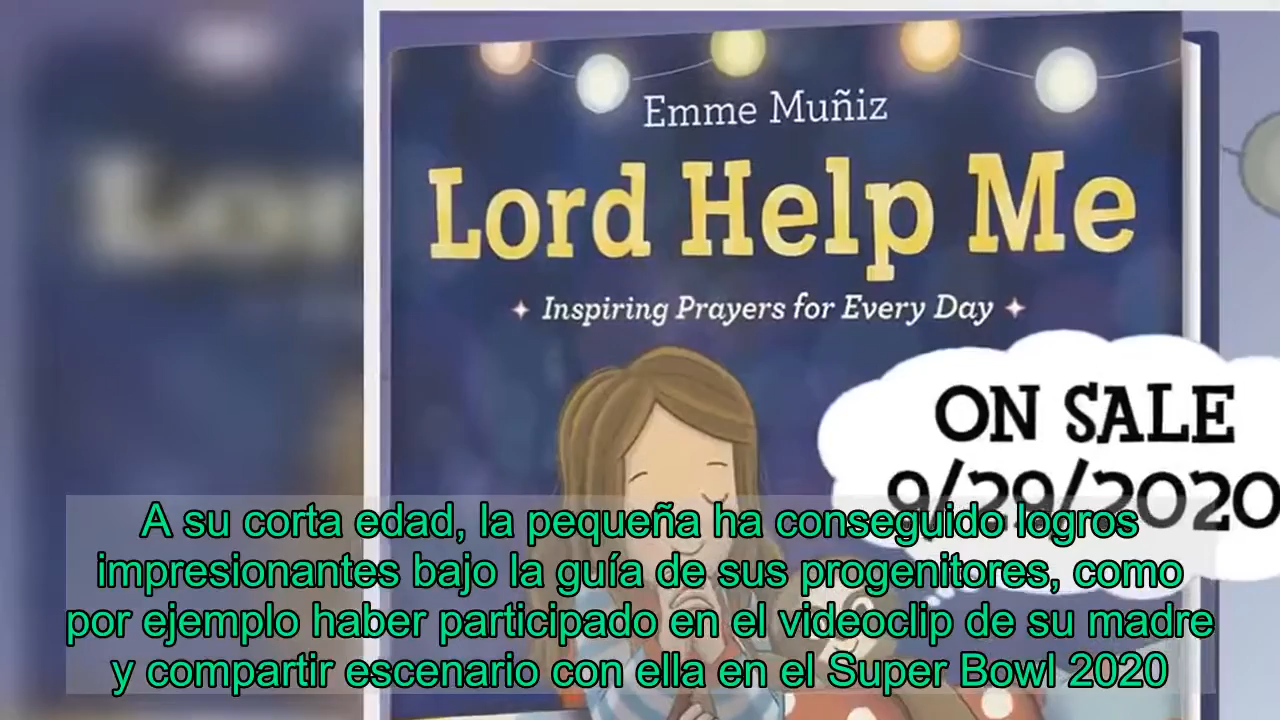 Emme Muñiz
Lord Help Me
Inspiring Prayers for Every Day
ON SALE
9/29/2020
A su corta edad, la pequeña ha conseguido logros
impresionantes bajo la guía de sus progenitores, como
por ejemplo haber participado en el videoclip de su madre
y compartir escenario con ella en el Super Bowl 2020